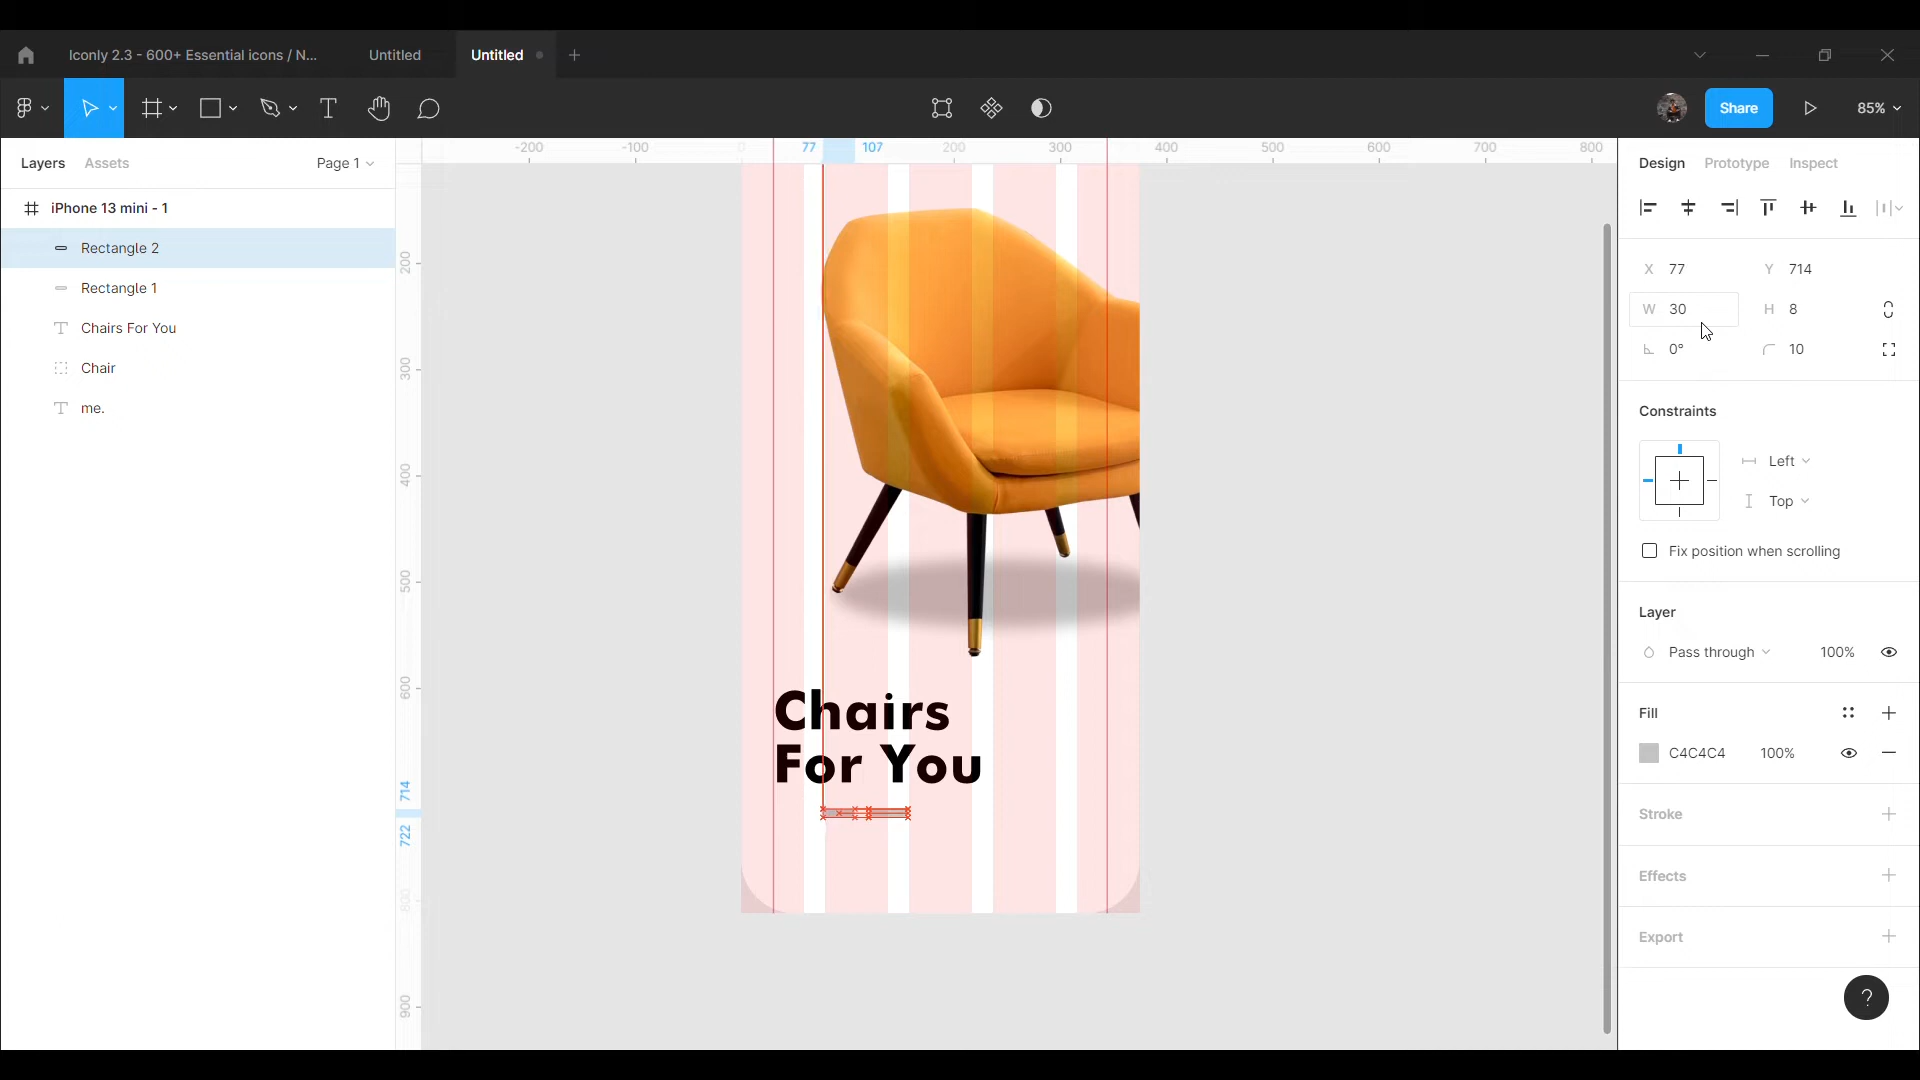 Iconly 2.3 - 600+ Essential icons / N...
Untitled
Untitled
Share
85%
Layers
Assets
Page 1
-200
-100
0
77
107
200
300
400
500
600
700
800
Design
Prototype
Inspect
iPhone 13 mini - 1
Rectangle 2
Rectangle 1
Chairs For You
Chair
me.
200
300
400
500
600
714
722
800
900
Chairs
For You
X 77
Y 714
W 30
H 8
0°
10
Constraints
Left
Top
Fix position when scrolling
Layer
Pass through
100%
Fill
C4C4C4
100%
Stroke
Effects
Export
?